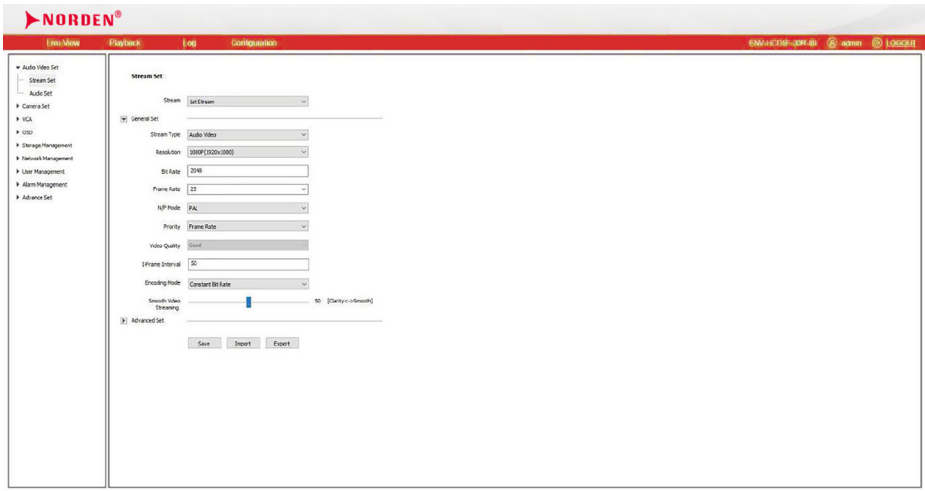 NORDEN®
Live View Playback Log Configuration admin LOGOUT
Audio Video Set
Stream Set
Audio Set
Camera Set
VCA
OSD
Storage Management
Network Management
User Management
Alarm Management
Advance Set
Stream Set
Stream 1st Stream
General Set
Stream Type Audio Video
Resolution 1080P(1920x1080)
Bit Rate 2048
Frame Rate 25
N/P Mode PAL
Priority Frame Rate
Video Quality Good
I-Frame Interval 50
Encoding Mode Constant Bit Rate
Smooth Video
Streaming 50 [Clarity<->Smooth]
Advanced Set
Save Import Export